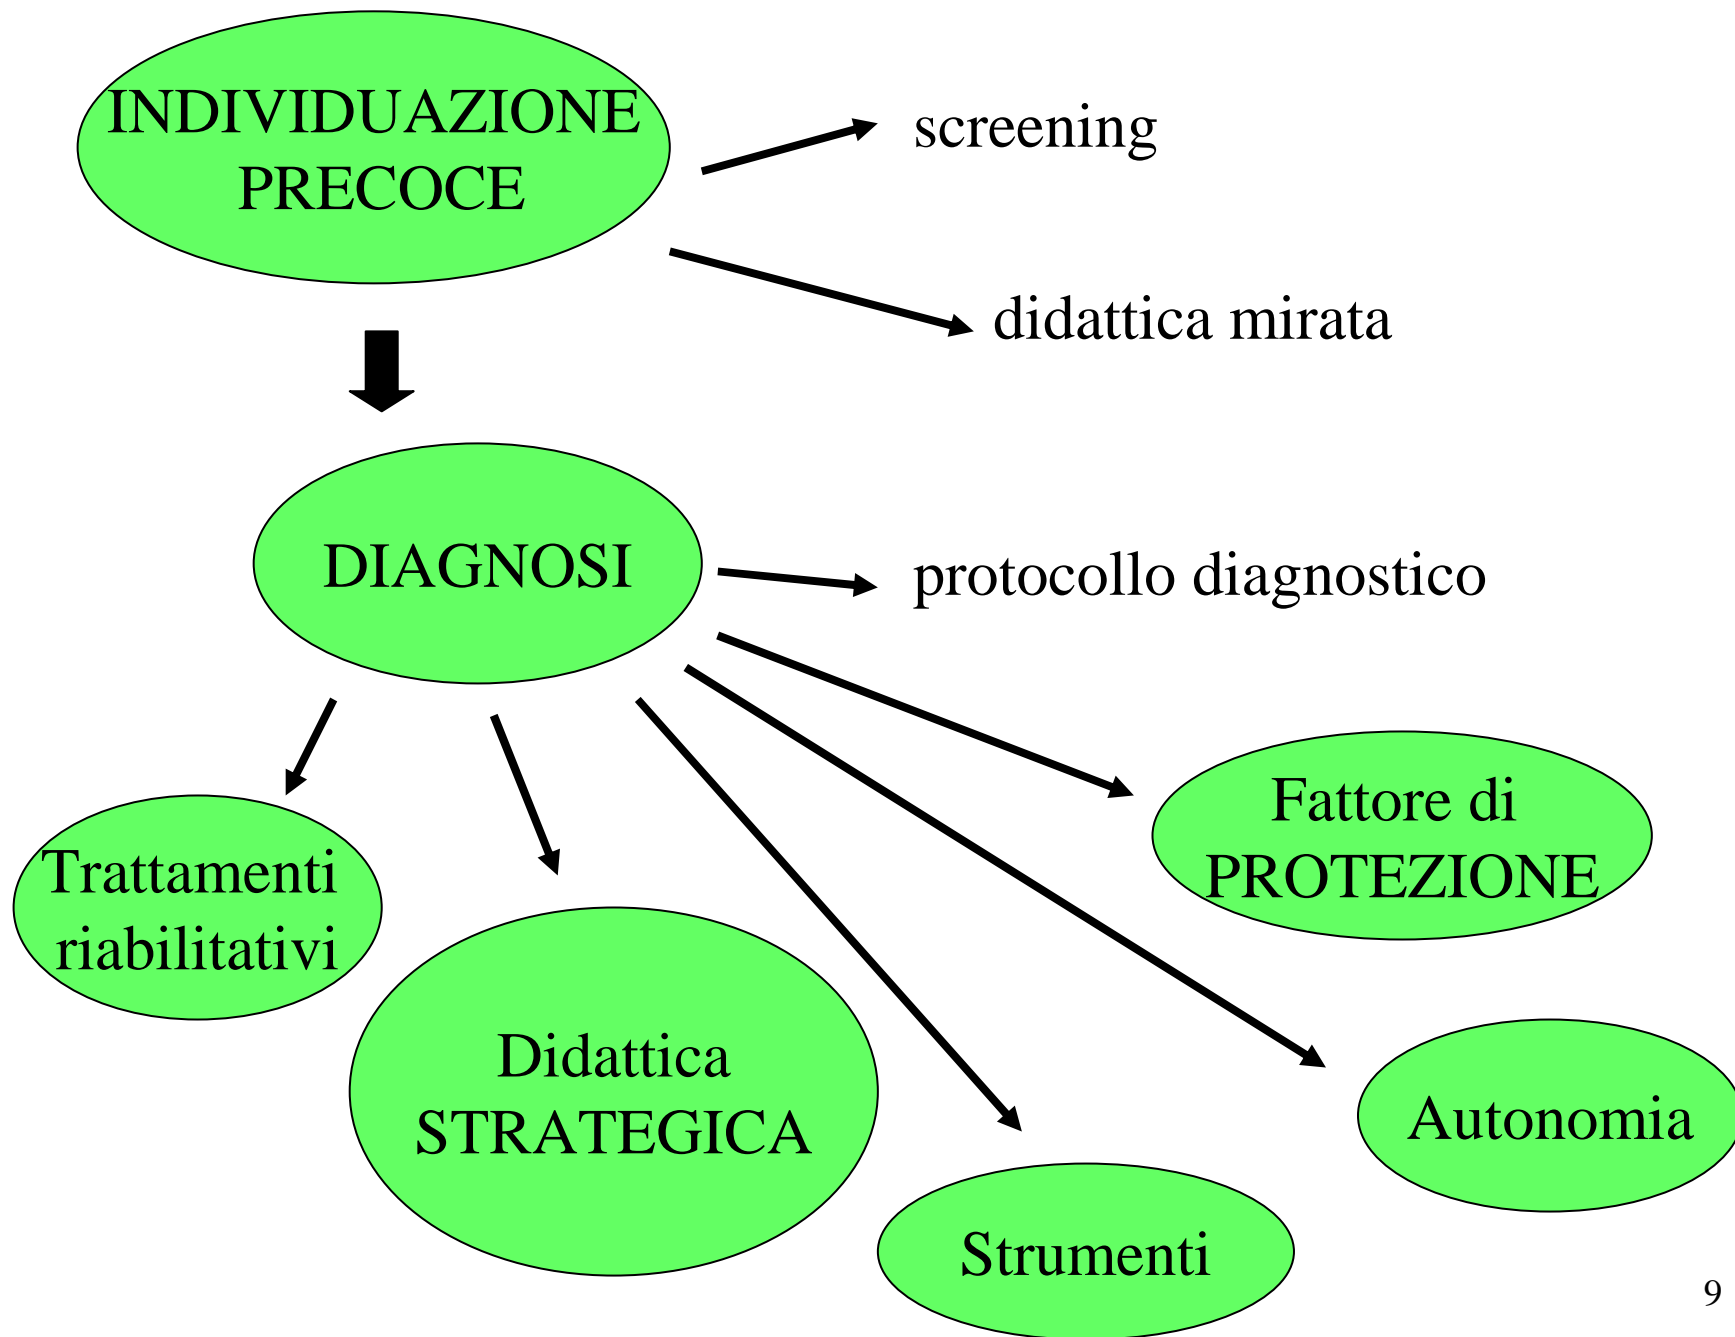 INDIVIDUAZIONE
PRECOCE
screening
didattica mirata
DIAGNOSI
protocollo diagnostico
Fattore di
PROTEZIONE
Trattamenti
riabilitativi
Didattica
STRATEGICA
Autonomia
Strumenti
9